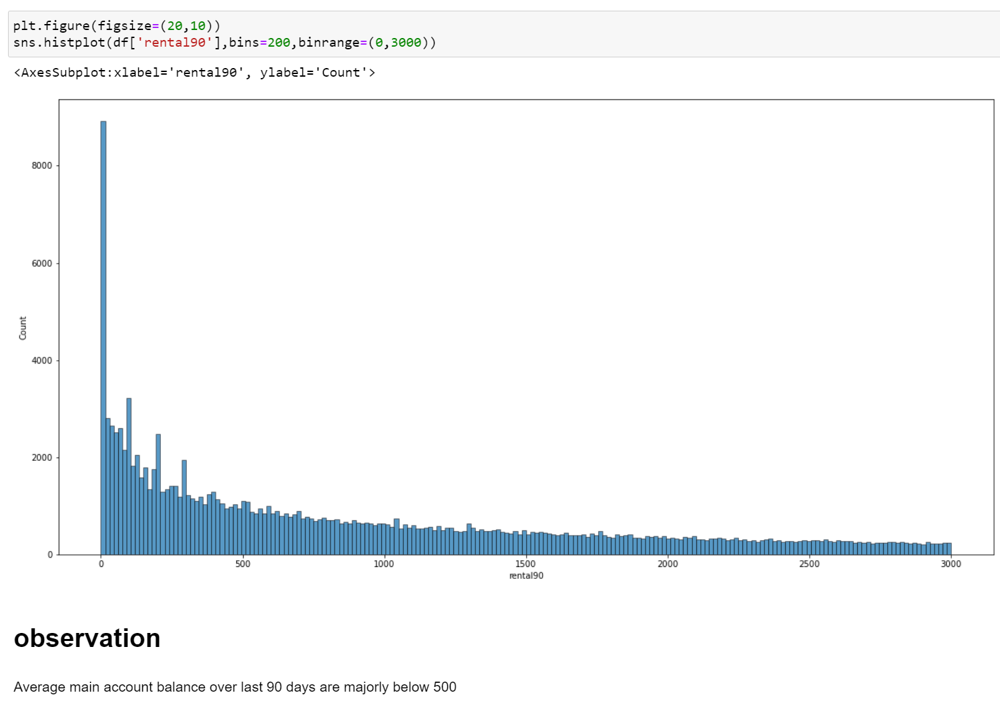 plt.figure(figsize=(20,10))
sns.histplot(df['rental90'],bins=200,binrange=(0,3000))
<AxesSubplot:xlabel='rental90', ylabel='Count'>
8000
6000
4000
2000
0
Count
0 500 1000 1500 2000 2500 3000
rental90
observation
Average main account balance over last 90 days are majorly below 500